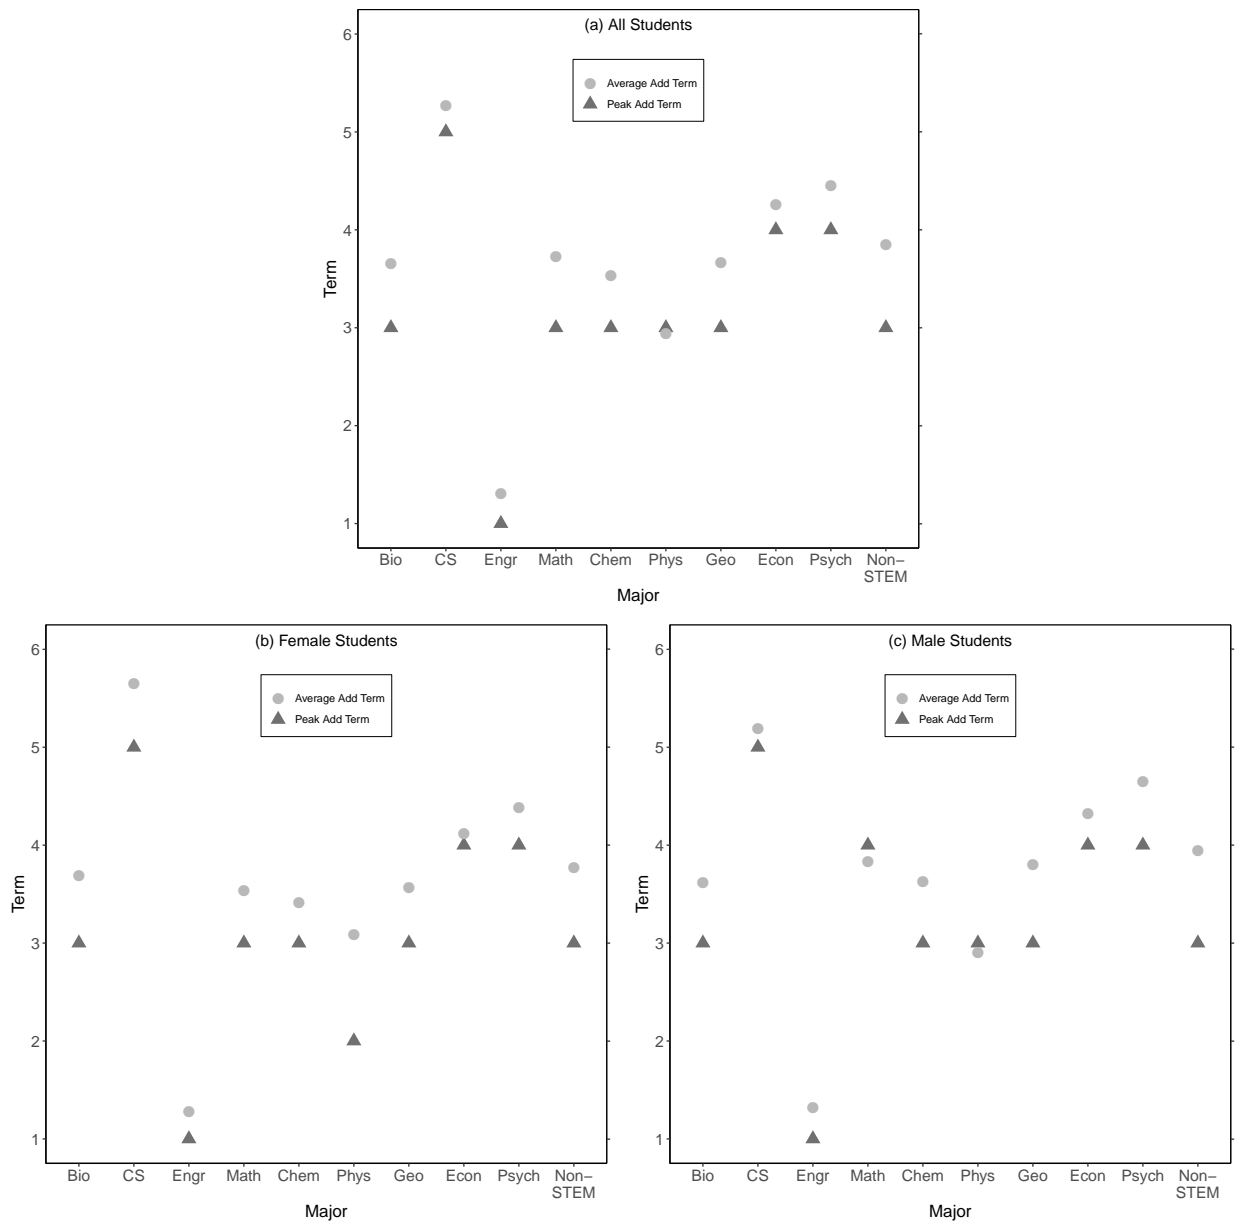 (a) All Students
Average Add Term
Peak Add Term
6
5
4
3
2
1
Term
Bio CS Engr Math Chem Phys Geo Econ Psych Non−
STEM
Major
(b) Female Students
Average Add Term
Peak Add Term
6
5
4
3
2
1
Term
Bio CS Engr Math Chem Phys Geo Econ Psych Non−
STEM
Major
(c) Male Students
Average Add Term
Peak Add Term
6
5
4
3
2
1
Term
Bio CS Engr Math Chem Phys Geo Econ Psych Non−
STEM
Major